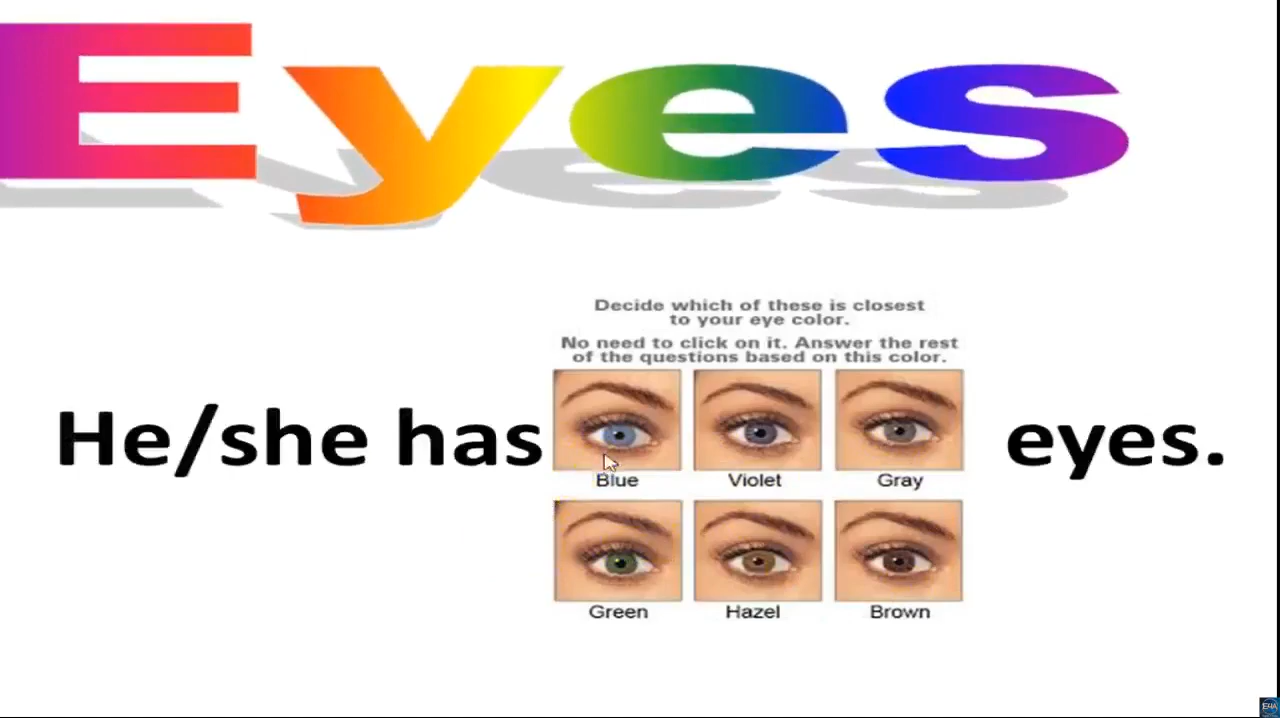 Eyes
Decide which of these is closest
to your eye color.
No need to click on it. Answer the rest
of the questions based on this color.
He/she has eyes.
Blue Violet Gray
Green Hazel Brown